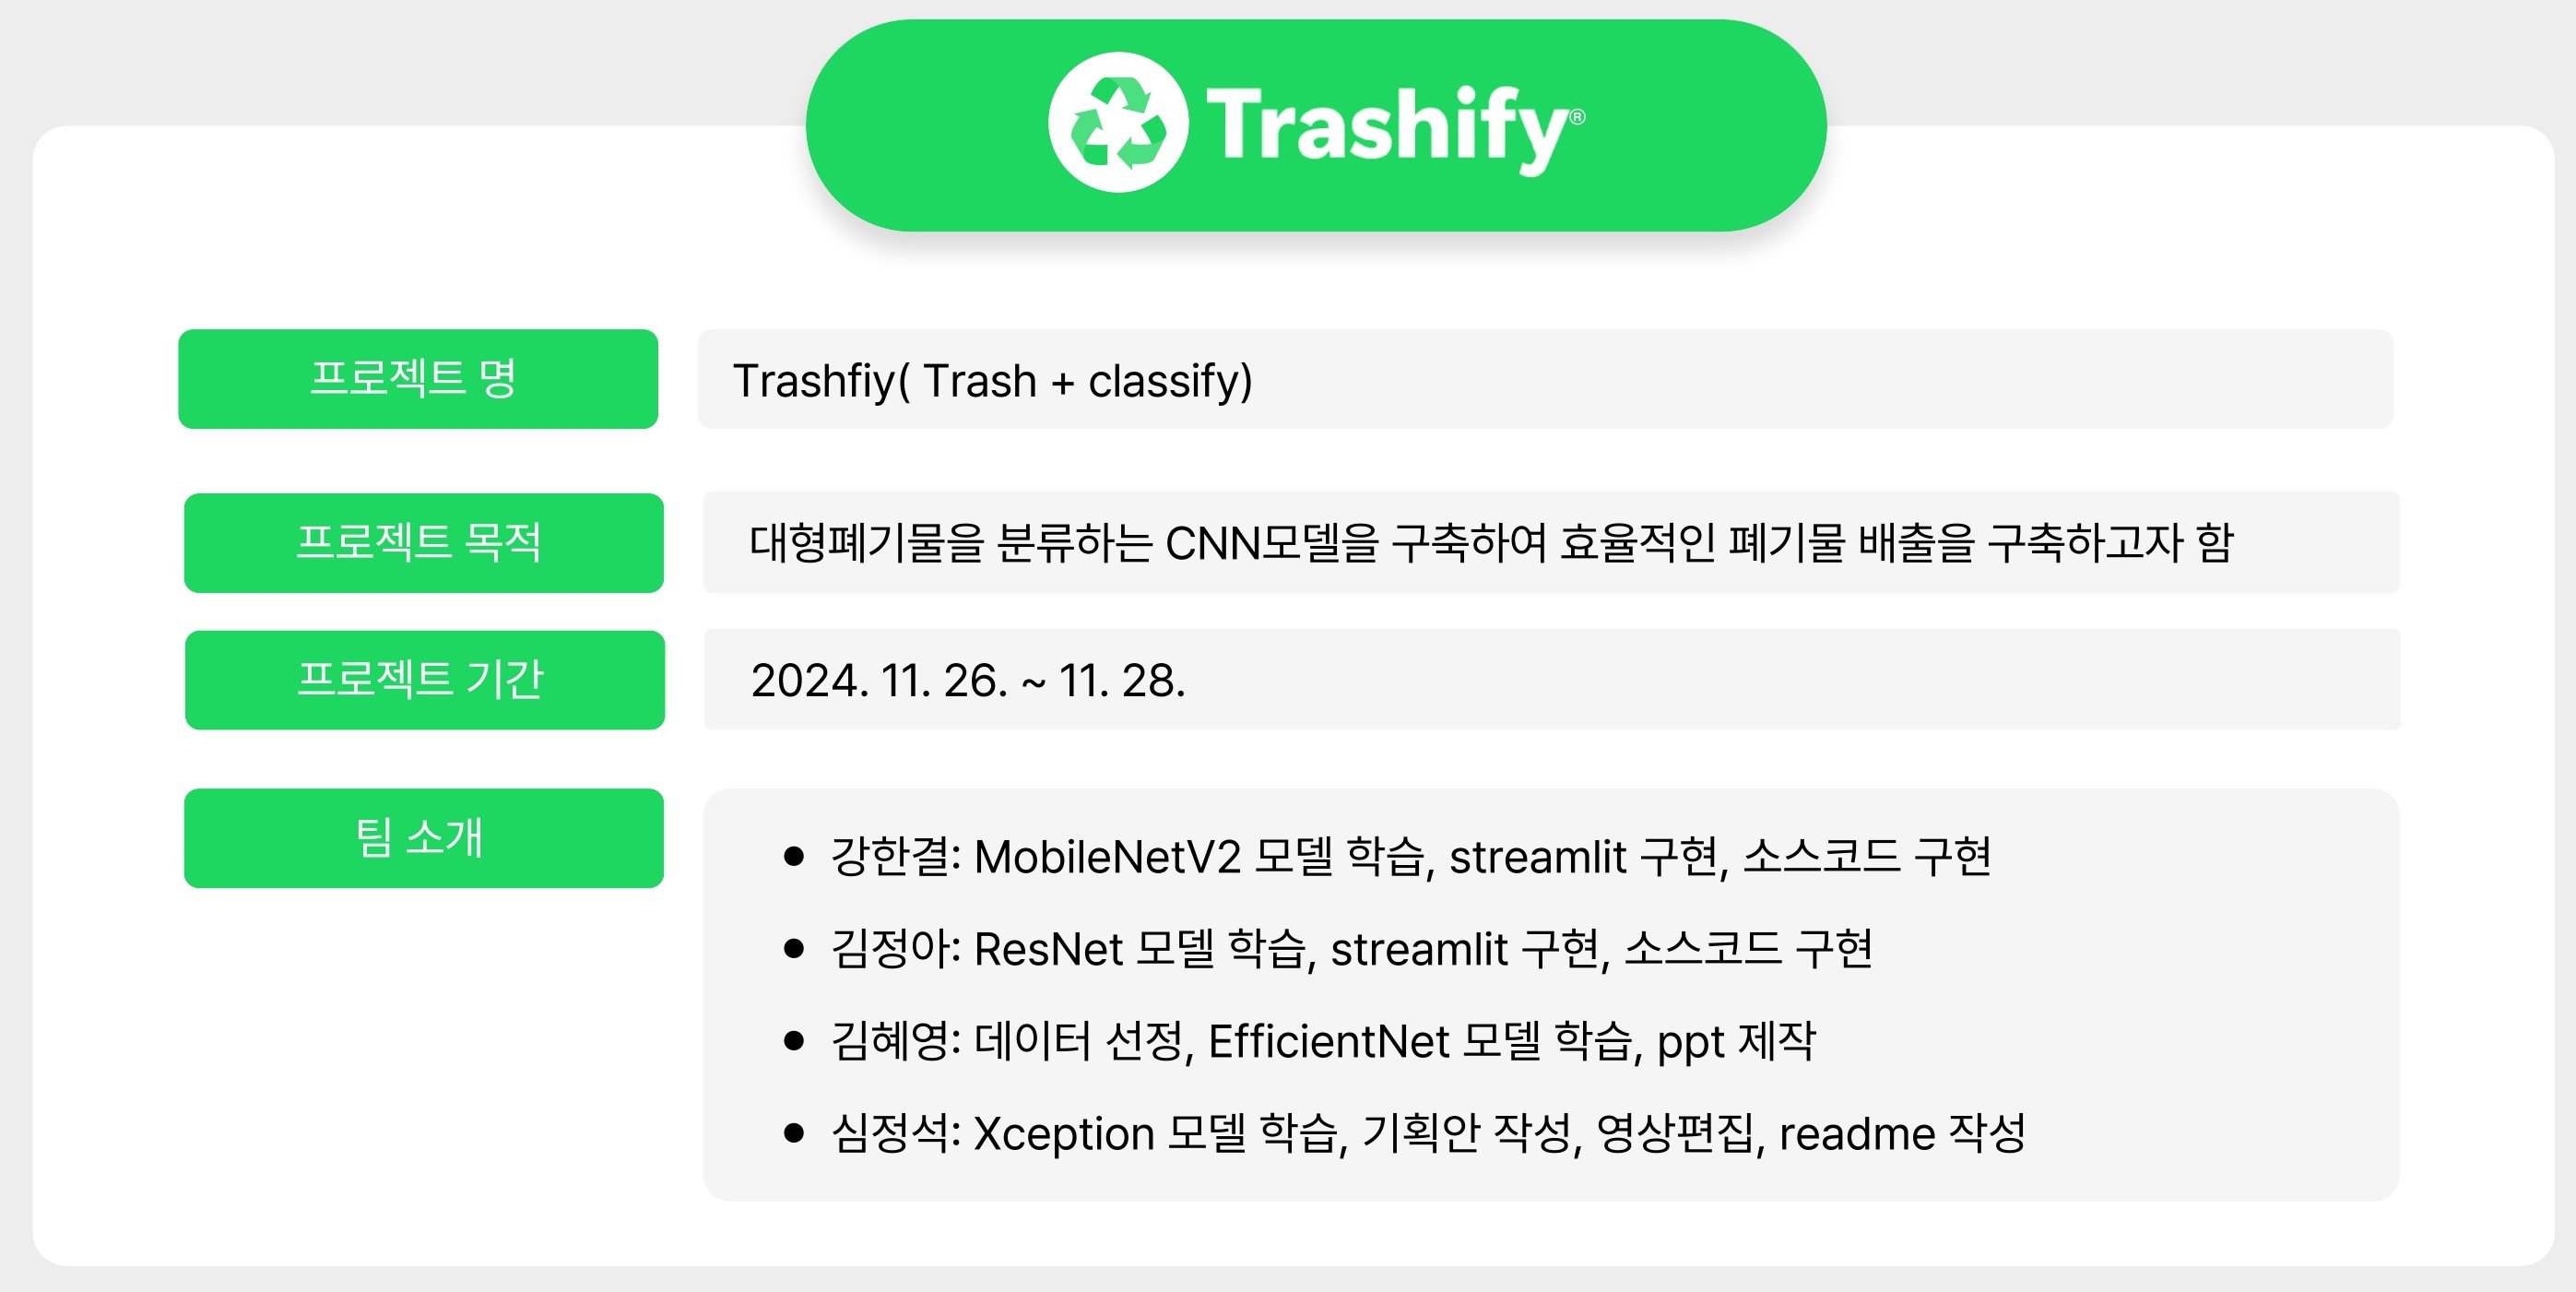 Trashify®
프로젝트 명
Trashfiy( Trash + classify)
프로젝트 목적
대형폐기물을 분류하는 CNN모델을 구축하여 효율적인 폐기물 배출을 구축하고자 함
프로젝트 기간
2024. 11. 26. ~ 11. 28.
팀 소개
● 강한결: MobileNetV2 모델 학습, streamlit 구현, 소스코드 구현
● 김정아: ResNet 모델 학습, streamlit 구현, 소스코드 구현
● 김혜영: 데이터 선정, EfficientNet 모델 학습, ppt 제작
● 심정석: Xception 모델 학습, 기획안 작성, 영상편집, readme 작성